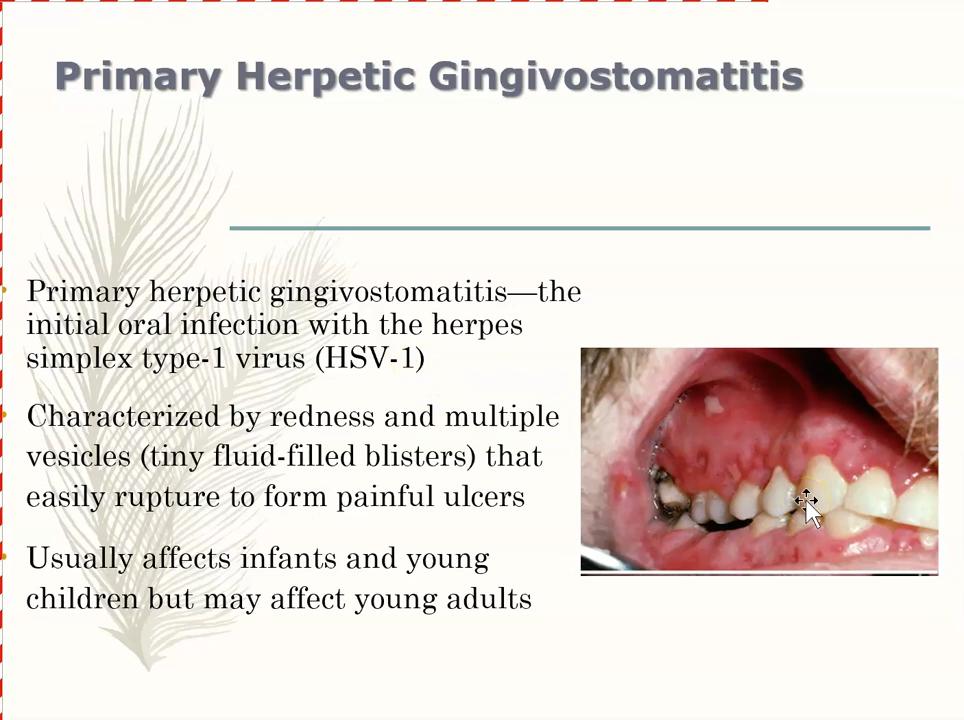 Primary Herpetic Gingivostomatitis
Primary herpetic gingivostomatitis—the
initial oral infection with the herpes
simplex type-1 virus (HSV-1)
Characterized by redness and multiple
vesicles (tiny fluid-filled blisters) that
easily rupture to form painful ulcers
Usually affects infants and young
children but may affect young adults